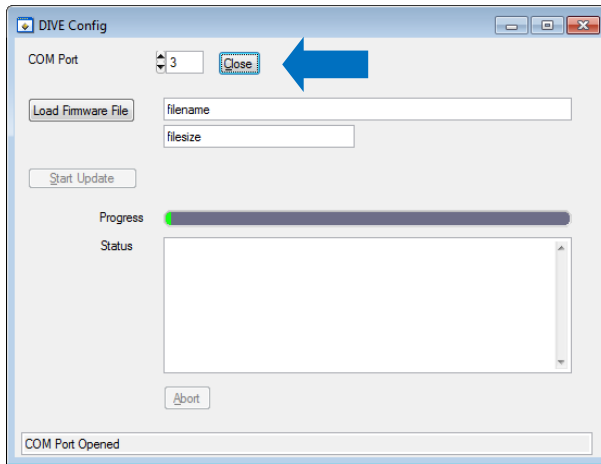 DIVE Config
COM Port 3 Close
Load Firmware File filename
filesize
Start Update
Progress
Status
Abort
COM Port Opened